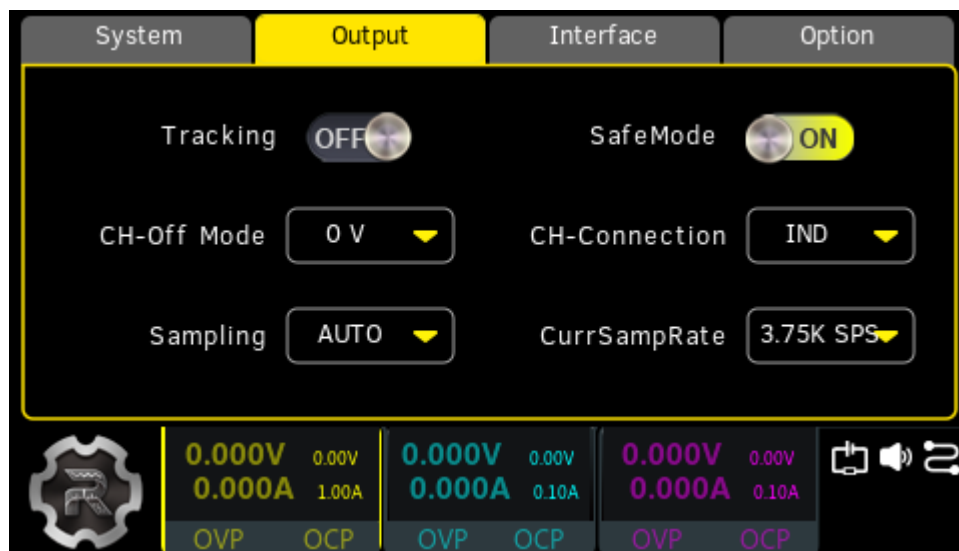 System Output Interface Option
Tracking OFF SafeMode ON
CH-Off Mode 0 V CH-Connection IND
Sampling AUTO CurrSampRate 3.75K SPS
0.000V 0.00V 0.000V 0.00V 0.000V 0.00V
0.000A 1.00A 0.000A 0.10A 0.000A 0.10A
OVP OCP OVP OCP OVP OCP